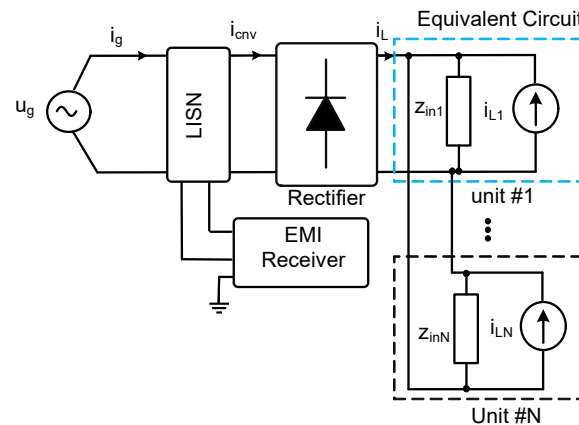 Equivalent Circuit
i_g
i_cnv
i_L
u_g
LISN
z_in1
i_L1
Rectifier
unit #1
EMI
Receiver
z_inN
i_LN
Unit #N